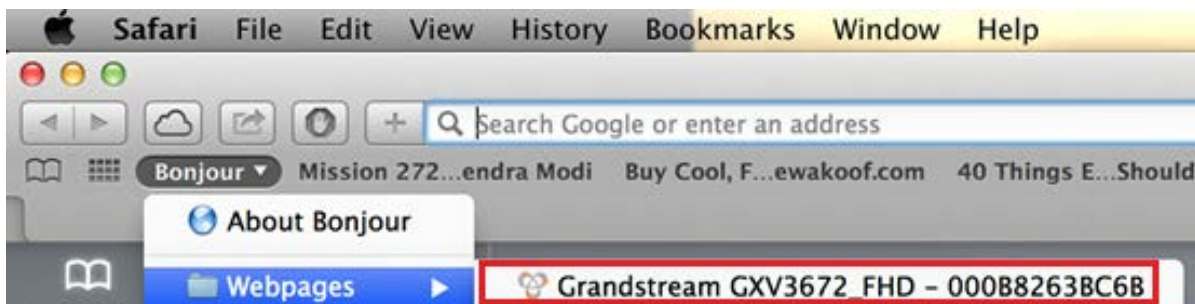 Safari File Edit View History Bookmarks Window Help
Search Google or enter an address
Bonjour Mission 272...endra Modi Buy Cool, F...ewakoof.com 40 Things E...Should
About Bonjour
Webpages Grandstream GXV3672_FHD - 000B8263BC6B